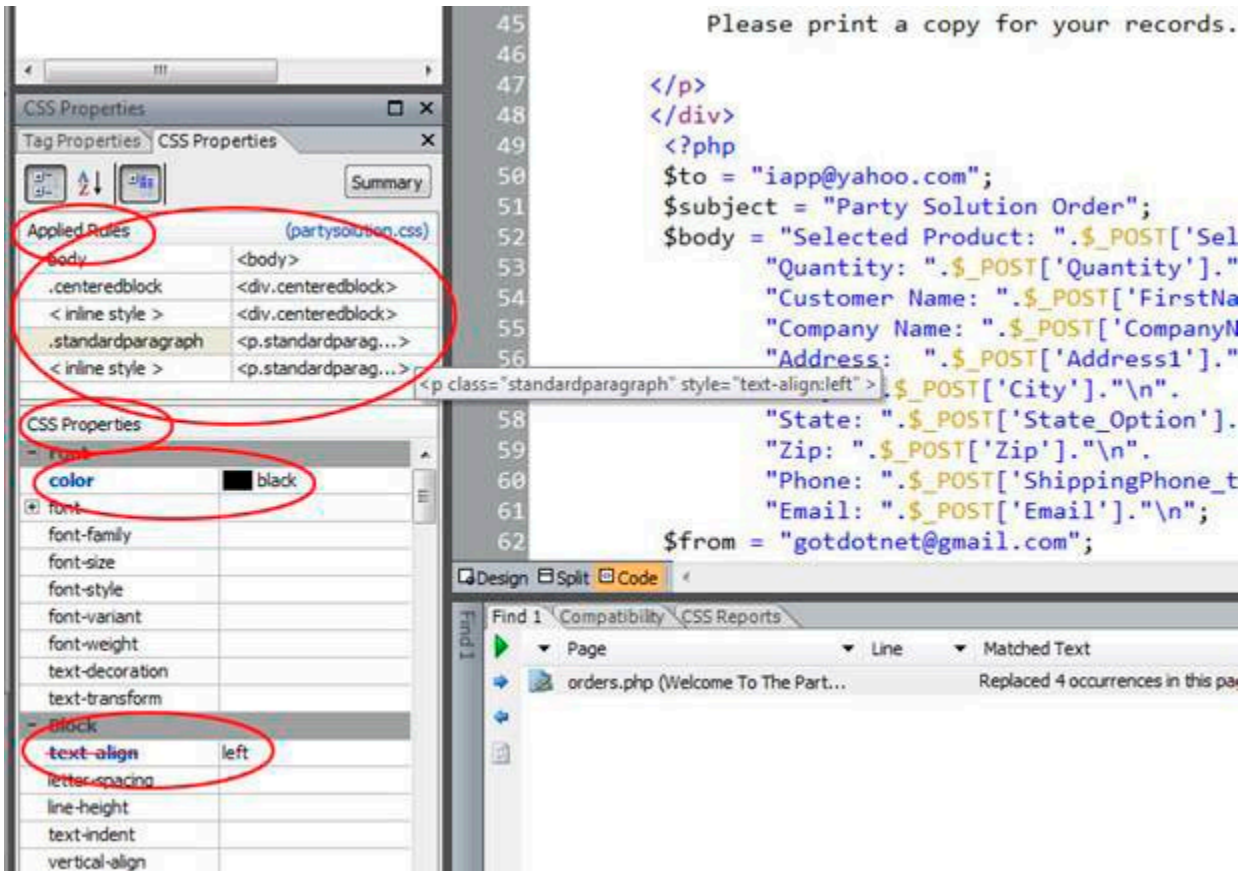 CSS Properties
Tag Properties CSS Properties
Summary
Applied Rules (partysolution.css)
body <body>
.centeredblock <div.centeredblock>
< inline style > <div.centeredblock>
.standardparagraph <p.standardparag...>
< inline style > <p.standardparag...>
<p class="standardparagraph" style="text-align:left" >
CSS Properties
Font
color black
font
font-family
font-size
font-style
font-variant
font-weight
text-decoration
text-transform
Block
text-align left
letter-spacing
line-height
text-indent
vertical-align
45 Please print a copy for your records.
46
47 </p>
48 </div>
49 <?php
50 $to = "iapp@yahoo.com";
51 $subject = "Party Solution Order";
52 $body = "Selected Product: ".$_POST['Sel
53 "Quantity: ".$_POST['Quantity']."
54 "Customer Name: ".$_POST['FirstNa
55 "Company Name: ".$_POST['CompanyN
56 "Address: ".$_POST['Address1']."
.$_POST['City']."\n".
58 "State: ".$_POST['State_Option'].
59 "Zip: ".$_POST['Zip']."\n".
60 "Phone: ".$_POST['ShippingPhone_t
61 "Email: ".$_POST['Email']."\n";
62 $from = "gotdotnet@gmail.com";
Design Split Code
Find 1
Find 1 Compatibility CSS Reports
Page Line Matched Text
orders.php (Welcome To The Part... Replaced 4 occurrences in this pa